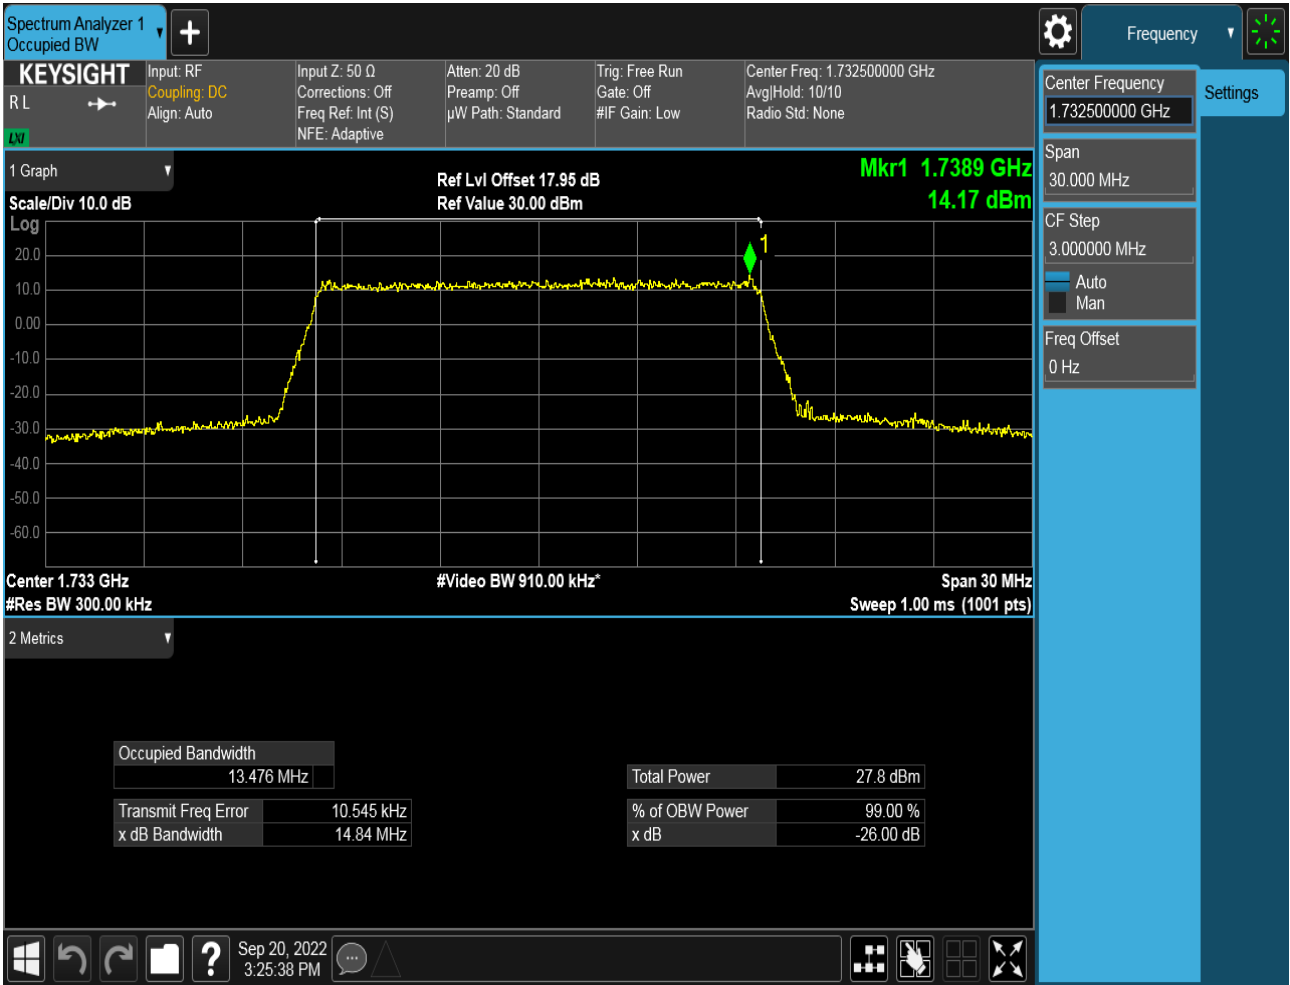 Spectrum Analyzer 1
Occupied BW
Frequency
KEYSIGHT
R L
LXI
Input: RF
Coupling: DC
Align: Auto
Input Z: 50 Ω
Corrections: Off
Freq Ref: Int (S)
NFE: Adaptive
Atten: 20 dB
Preamp: Off
µW Path: Standard
Trig: Free Run
Gate: Off
#IF Gain: Low
Center Freq: 1.732500000 GHz
Avg|Hold: 10/10
Radio Std: None
Center Frequency
1.732500000 GHz
Settings
Span
30.000 MHz
CF Step
3.000000 MHz
Auto
Man
Freq Offset
0 Hz
1 Graph
Scale/Div 10.0 dB
Ref Lvl Offset 17.95 dB
Ref Value 30.00 dBm
Mkr1 1.7389 GHz
14.17 dBm
Log
1
20.0
10.0
0.00
-10.0
-20.0
-30.0
-40.0
-50.0
-60.0
Center 1.733 GHz
#Video BW 910.00 kHz*
Span 30 MHz
#Res BW 300.00 kHz
Sweep 1.00 ms (1001 pts)
2 Metrics
Occupied Bandwidth
13.476 MHz
Total Power 27.8 dBm
Transmit Freq Error 10.545 kHz
% of OBW Power 99.00 %
x dB Bandwidth 14.84 MHz
x dB -26.00 dB
?
Sep 20, 2022
3:25:38 PM